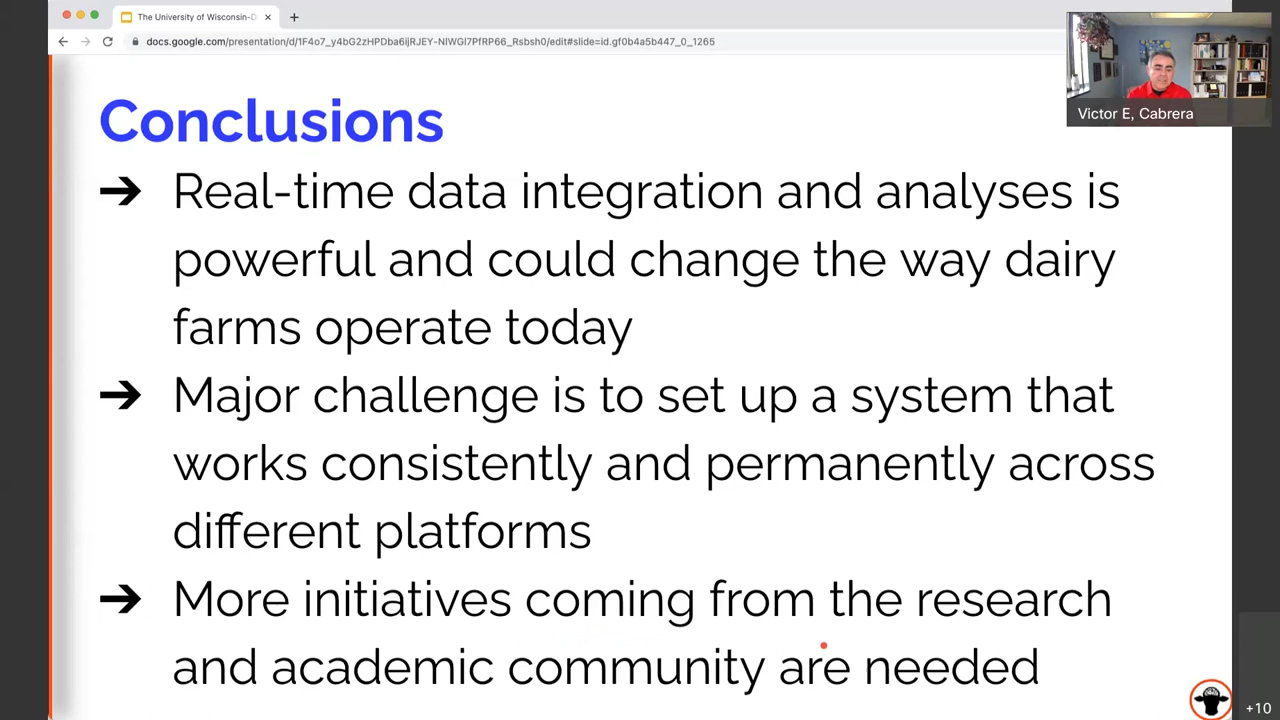 The University of Wisconsin-D
docs.google.com/presentation/d/1F4o7_y4bG2zHPDba6ljRJEY-NIWGl7PfRP66_Rsbsh0/edit#slide=id.gf0b4a5b447_0_1265
Victor E, Cabrera
Conclusions
➔ Real-time data integration and analyses is
powerful and could change the way dairy
farms operate today
➔ Major challenge is to set up a system that
works consistently and permanently across
different platforms
➔ More initiatives coming from the research
and academic community are needed
+10